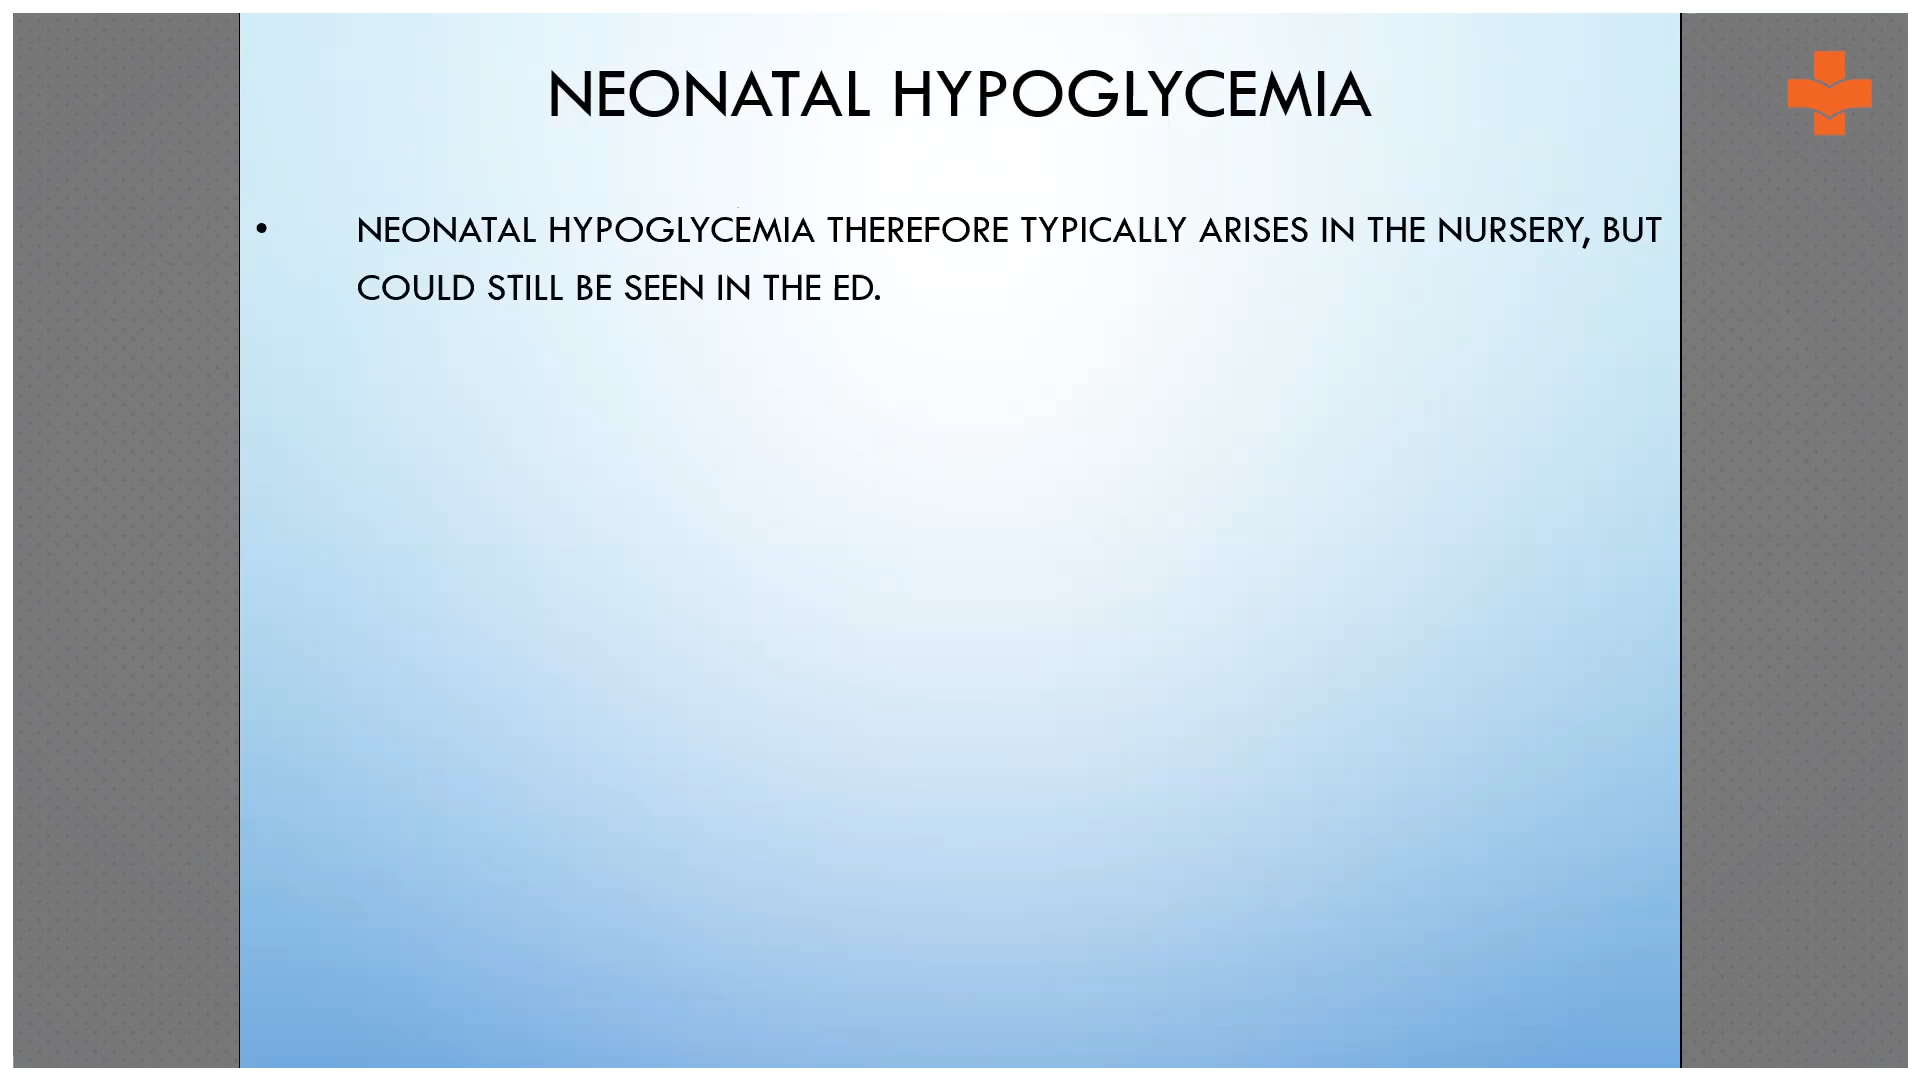 NEONATAL HYPOGLYCEMIA
• NEONATAL HYPOGLYCEMIA THEREFORE TYPICALLY ARISES IN THE NURSERY, BUT
COULD STILL BE SEEN IN THE ED.